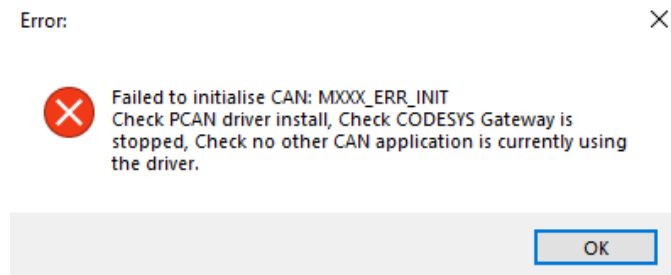 Error:
Failed to initialise CAN: MXXX_ERR_INIT
Check PCAN driver install, Check CODESYS Gateway is
stopped, Check no other CAN application is currently using
the driver.
OK